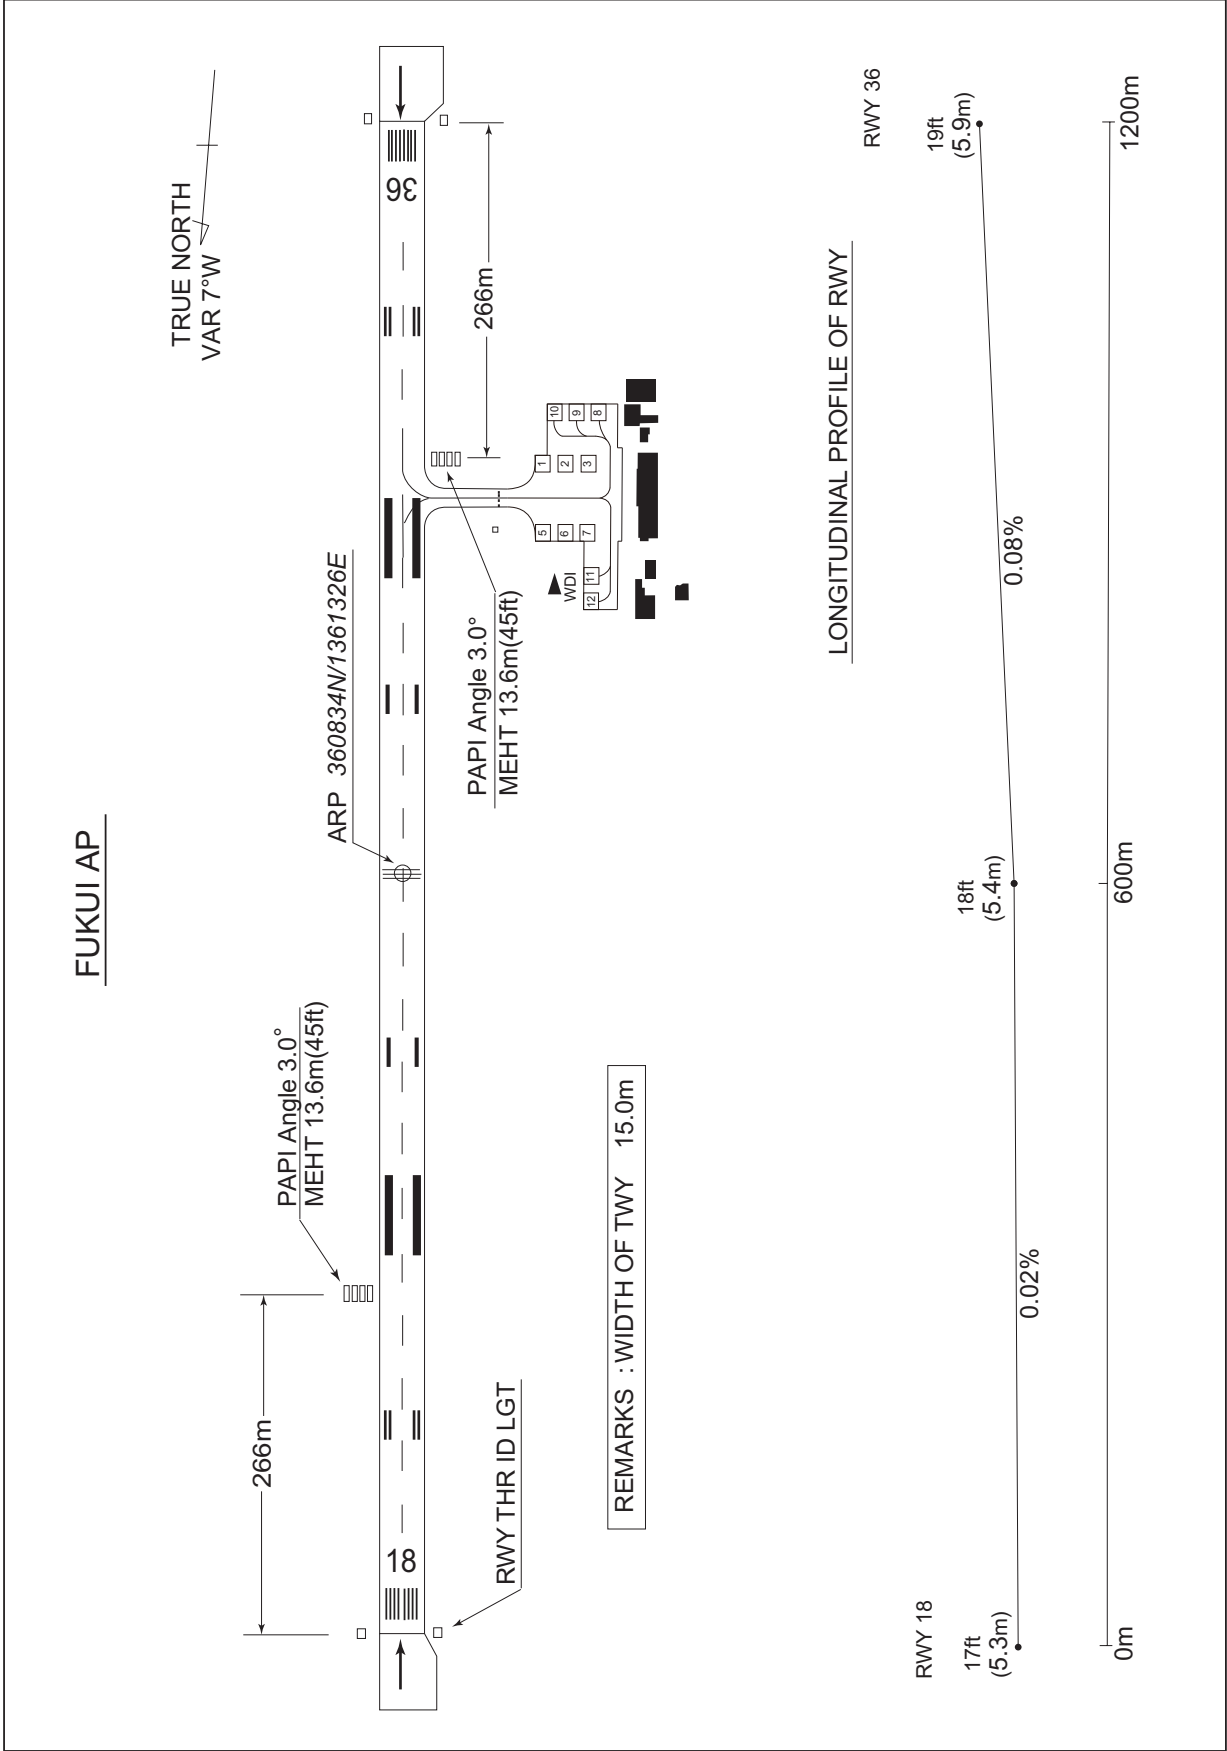 FUKUI AP
TRUE NORTH
VAR 7°W
266m
PAPI Angle 3.0°
MEHT 13.6m(45ft)
ARP 360834N/1361326E
18
36
RWY THR ID LGT
PAPI Angle 3.0°
MEHT 13.6m(45ft)
266m
5
6
7
11
12
1
2
3
10
9
8
WDI
REMARKS : WIDTH OF TWY 15.0m
LONGITUDINAL PROFILE OF RWY
RWY 18
17ft
(5.3m)
18ft
(5.4m)
RWY 36
19ft
(5.9m)
0.02%
0.08%
0m
600m
1200m